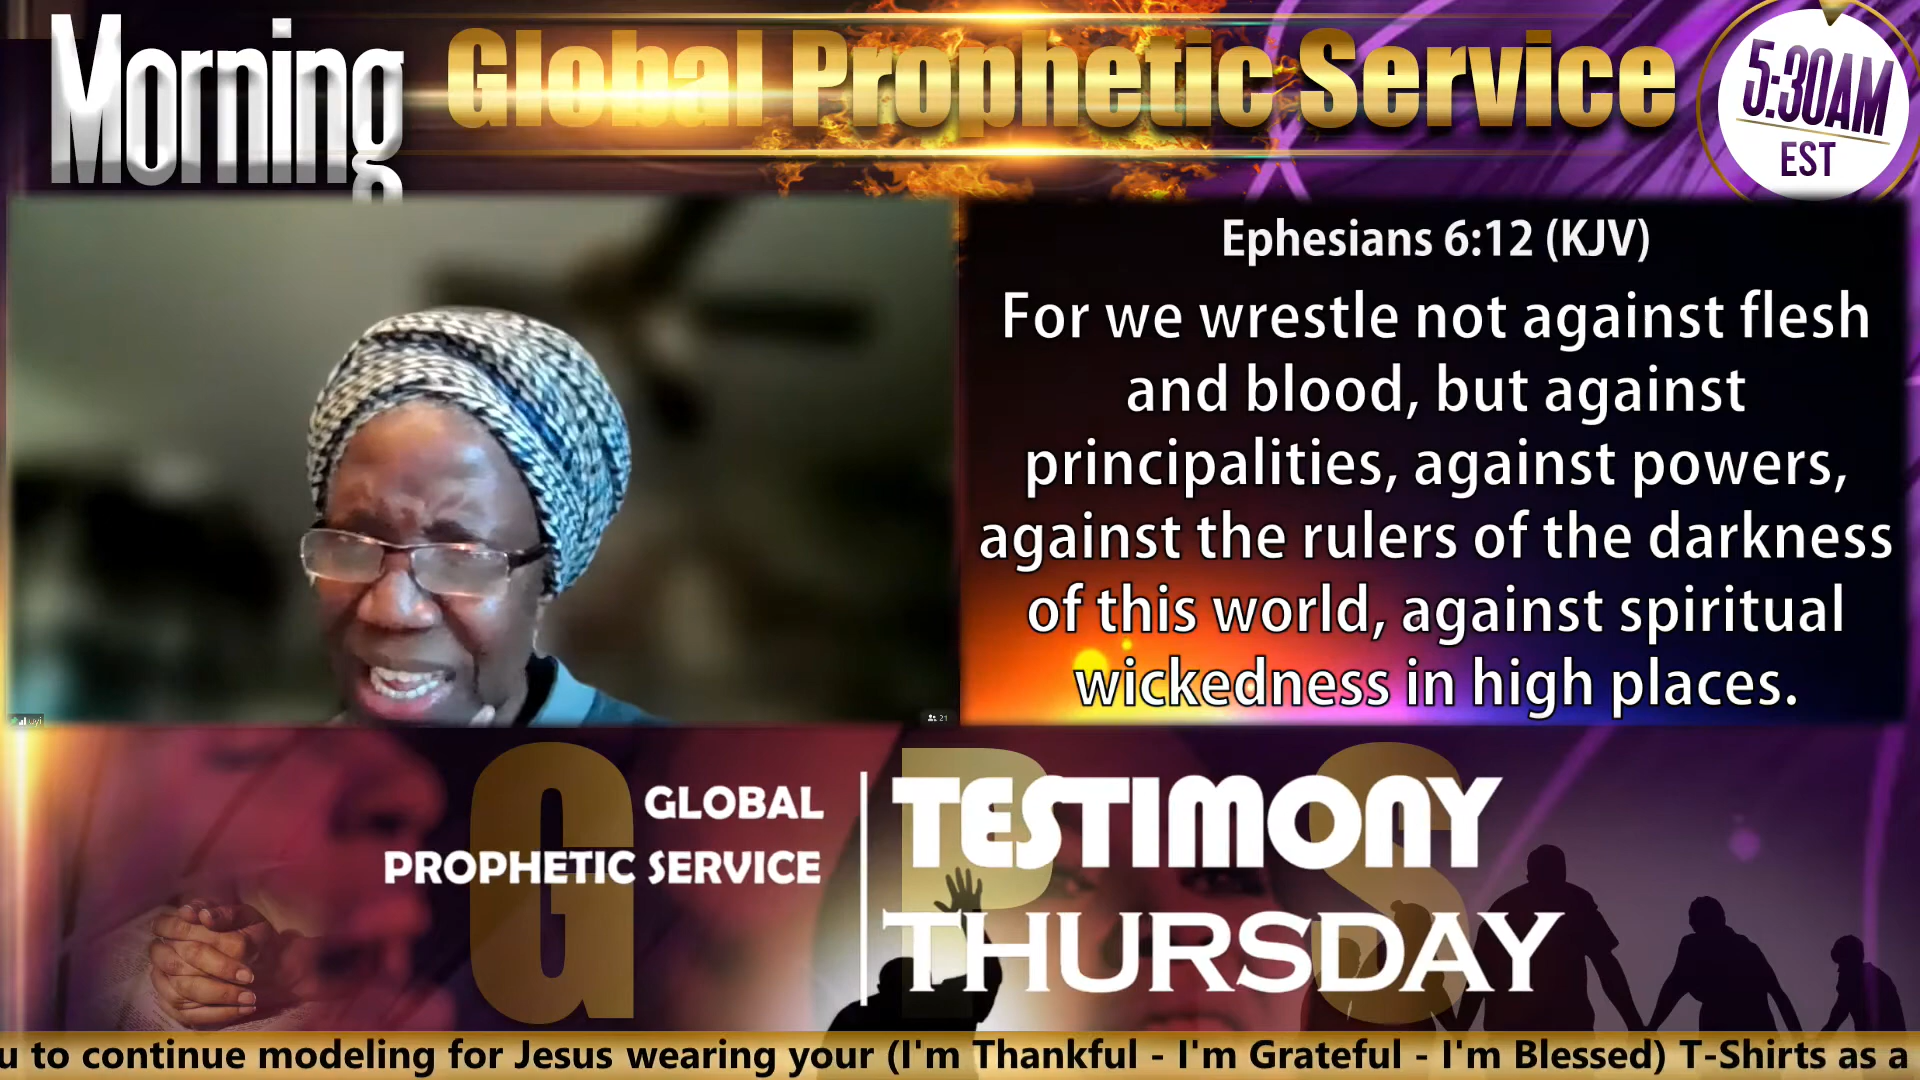 Morning
Global Prophetic Service
5:30AM
EST
Ephesians 6:12 (KJV)
For we wrestle not against flesh
and blood, but against
principalities, against powers,
against the rulers of the darkness
of this world, against spiritual
wickedness in high places.
uyi
21
G P S
GLOBAL
PROPHETIC SERVICE
TESTIMONY
THURSDAY
u to continue modeling for Jesus wearing your (I'm Thankful - I'm Grateful - I'm Blessed) T-Shirts as a